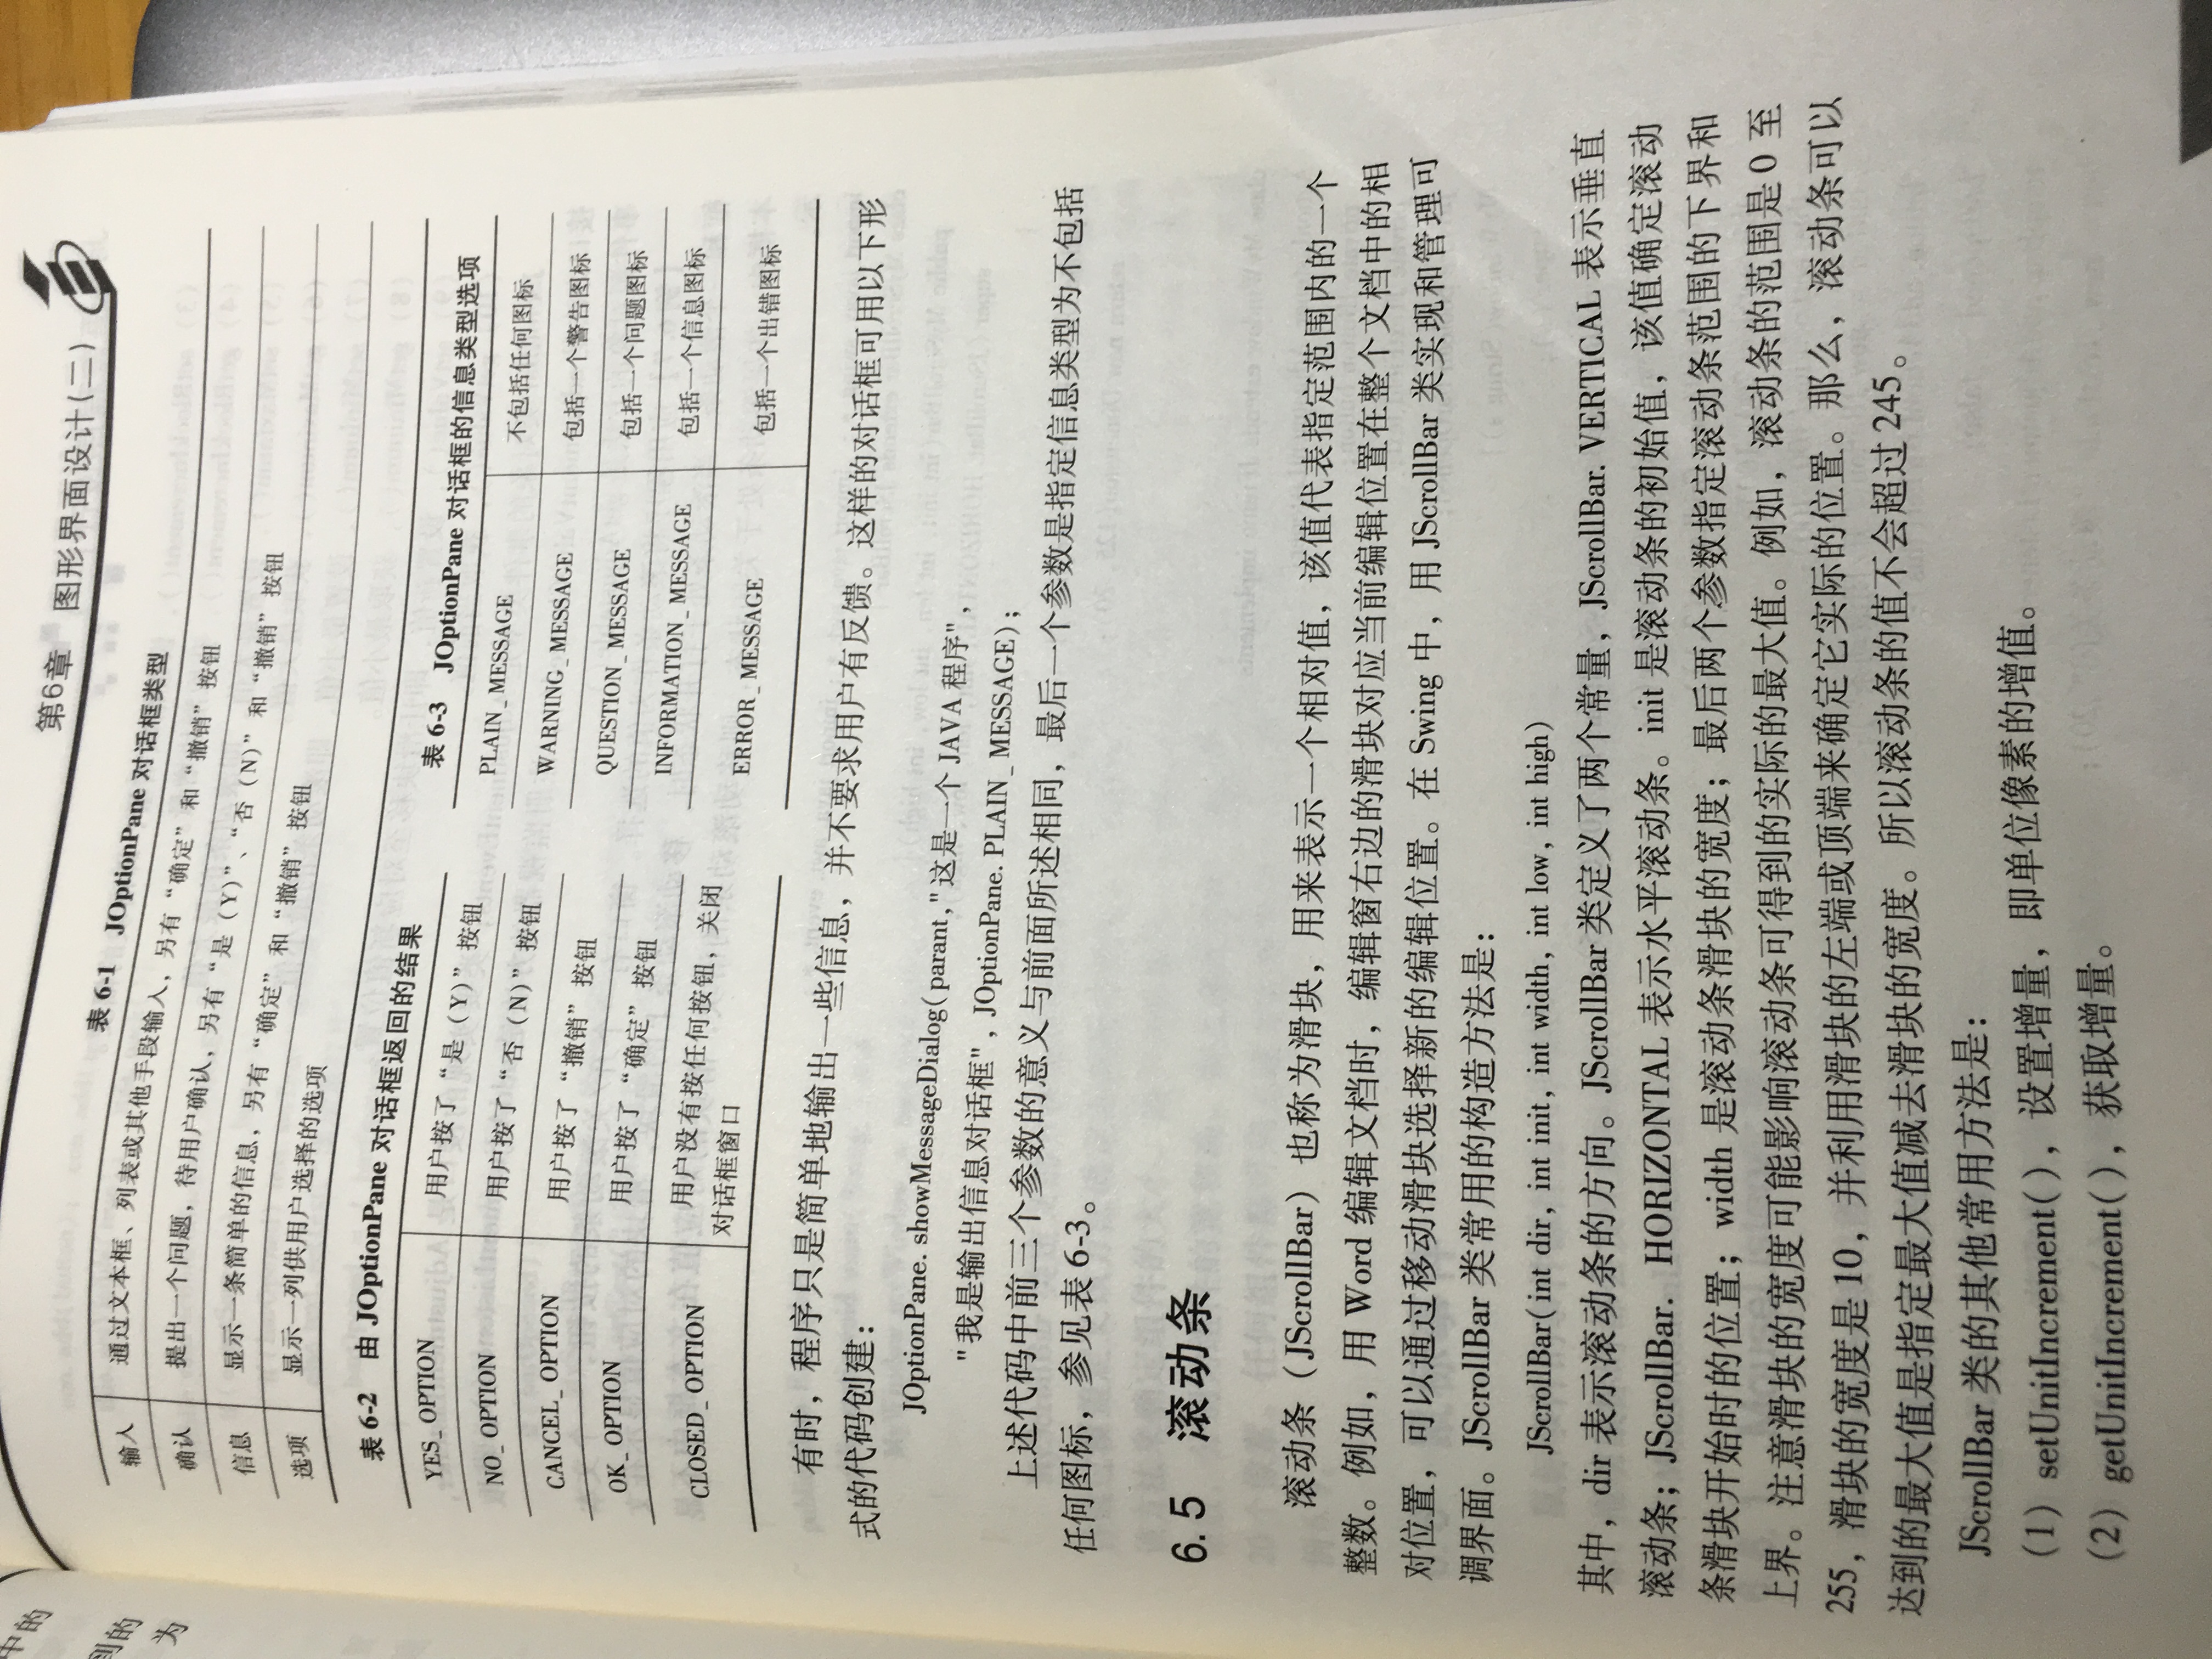 中的
到的
为
第6章 图形界面设计(二)
表 6-1 JOptionPane 对话框类型
输入 通过文本框、列表或其他手段输入，另有“确定”和“撤销”按钮
确认 提出一个问题，待用户确认，另有“是（Y)”、“否（N)”和“撤销”按钮
信息 显示一条简单的信息，另有“确定”和“撤销”按钮
选项 显示一列供用户选择的选项
表 6-2 由 JOptionPane 对话框返回的结果
YES_ OPTION 用户按了“是（Y)”按钮
NO_ OPTION 用户按了“否（N)”按钮
CANCEL_ OPTION 用户按了“撤销”按钮
OK_ OPTION 用户按了“确定”按钮
CLOSED_ OPTION 用户没有按任何按钮，关闭
对话框窗口
表 6-3 JOptionPane 对话框的信息类型选项
PLAIN_ MESSAGE 不包括任何图标
WARNING_ MESSAGE 包括一个警告图标
QUESTION_ MESSAGE 包括一个问题图标
INFORMATION_ MESSAGE 包括一个信息图标
ERROR_ MESSAGE 包括一个出错图标
有时，程序只是简单地输出一些信息，并不要求用户有反馈。这样的对话框可用以下形
式的代码创建：
JOptionPane. showMessageDialog( parant,"这是一个 JAVA 程序",
"我是输出信息对话框", JOptionPane. PLAIN_ MESSAGE);
上述代码中前三个参数的意义与前面所述相同，最后一个参数是指定信息类型为不包括
任何图标，参见表 6-3。
6. 5 滚动条
滚动条（JScrollBar）也称为滑块，用来表示一个相对值，该值代表指定范围内的一个
整数。例如，用 Word 编辑文档时，编辑窗右边的滑块对应当前编辑位置在整个文档中的相
对位置，可以通过移动滑块选择新的编辑位置。在 Swing 中，用 JScrollBar 类实现和管理可
调界面。JScrollBar 类常用的构造方法是：
JScrollBar( int dir, int init, int width, int low, int high)
其中，dir 表示滚动条的方向。JScrollBar 类定义了两个常量，JScrollBar. VERTICAL 表示垂直
滚动条；JScrollBar. HORIZONTAL 表示水平滚动条。init 是滚动条的初始值，该值确定滚动
条滑块开始时的位置；width 是滚动条滑块的宽度；最后两个参数指定滚动条范围的下界和
上界。注意滑块的宽度可能影响滚动条可得到的实际的最大值。例如，滚动条的范围是 0 至
255，滑块的宽度是 10，并利用滑块的左端或顶端来确定它实际的位置。那么，滚动条可以
达到的最大值是指定最大值减去滑块的宽度。所以滚动条的值不会超过 245。
JScrollBar 类的其他常用方法是：
（1）setUnitIncrement( )，设置增量，即单位像素的增值。
（2）getUnitIncrement( )，获取增量。